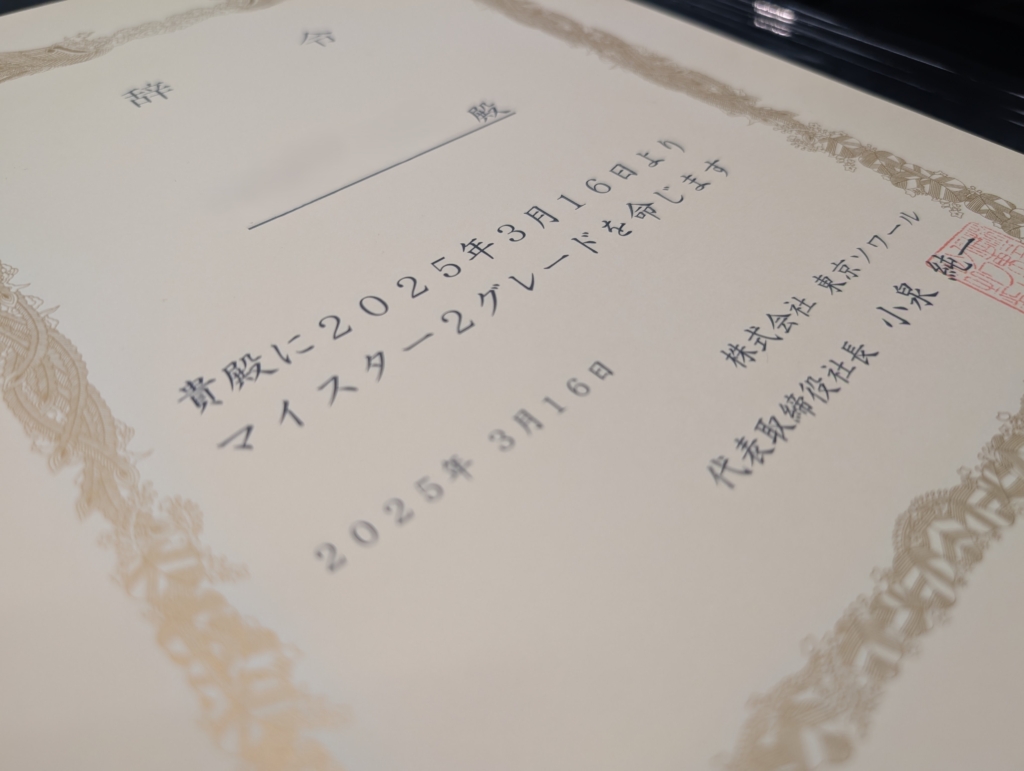 辞令
殿
貴殿に2025年3月16日より
マイスター2グレードを命じます
2025年 3月16日
株式会社 東京ソワール
代表取締役社長 小泉 純一